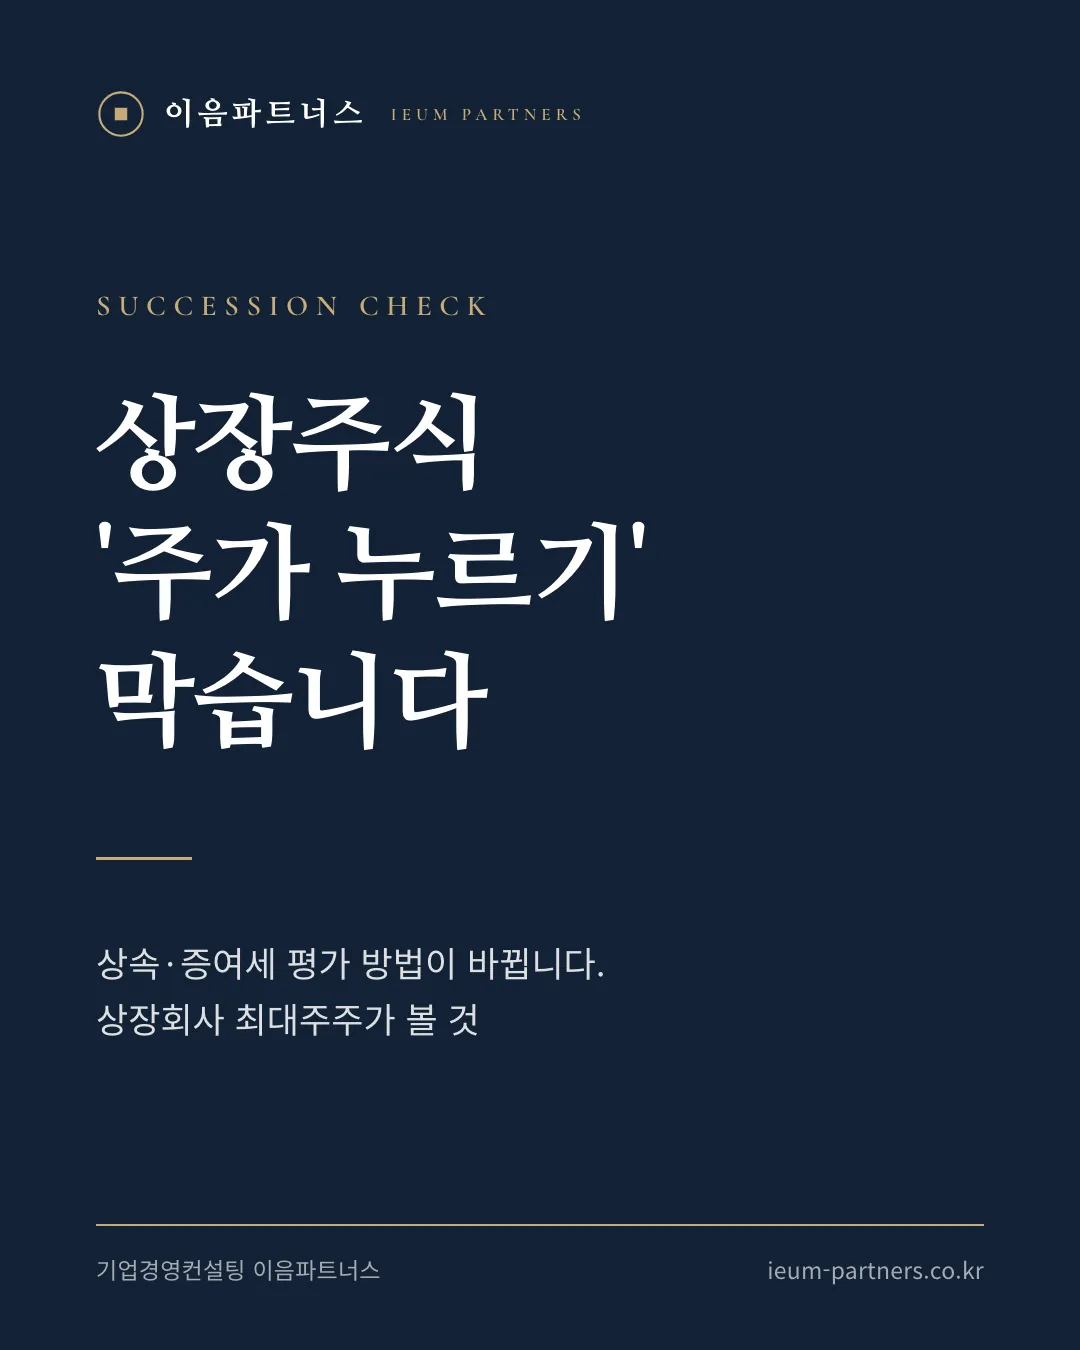 이음파트너스 IEUM PARTNERS
SUCCESSION CHECK
상장주식
'주가 누르기'
막습니다
상속·증여세 평가 방법이 바뀝니다.
상장회사 최대주주가 볼 것
기업경영컨설팅 이음파트너스 ieum-partners.co.kr